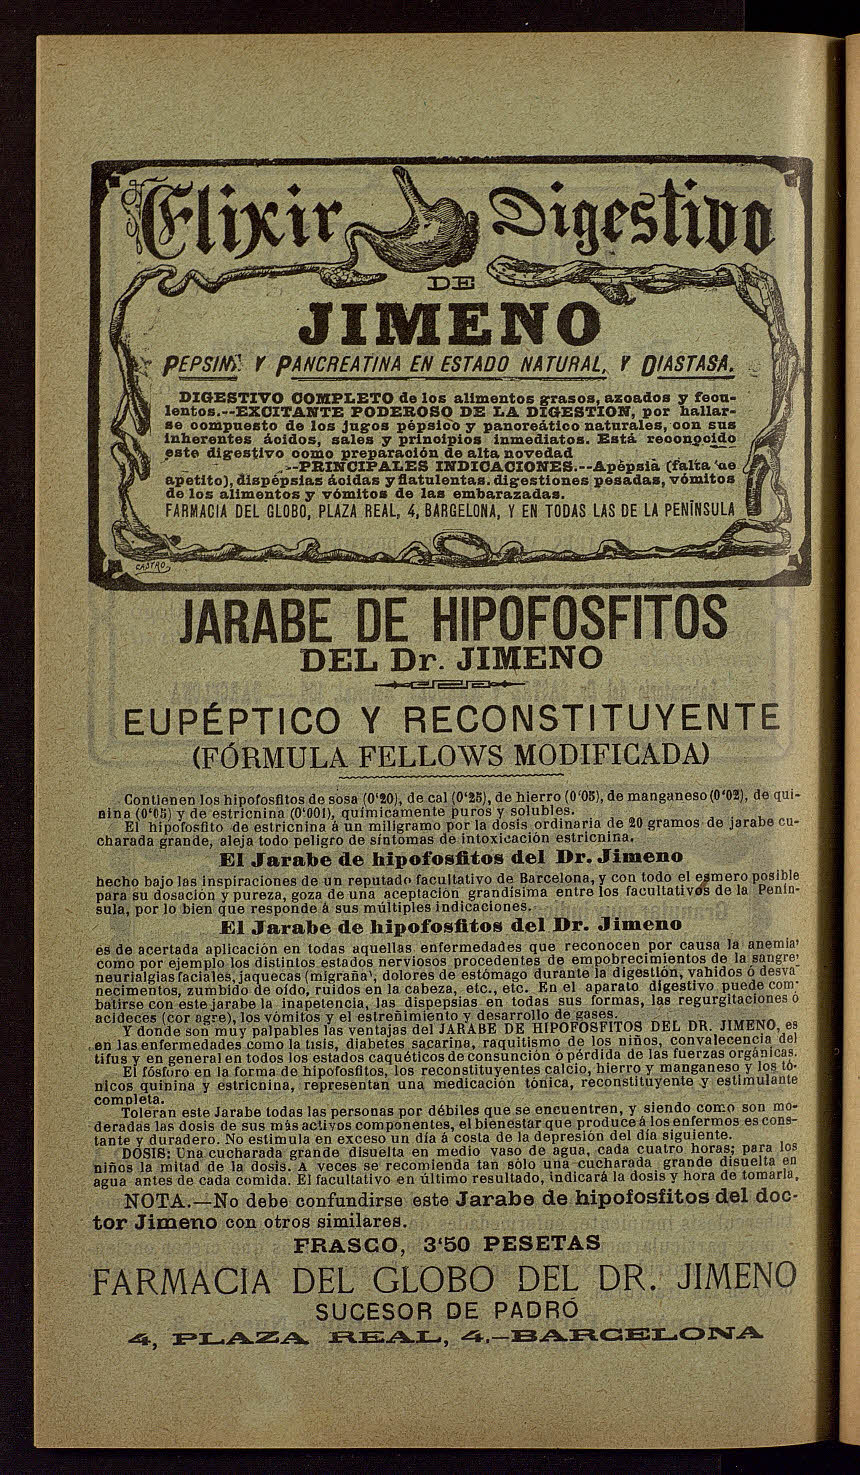 Elixir Digestivo
DE
JIMENO
PEPSINA Y PANCREATINA EN ESTADO NATURAL, Y DIASTASA.
DIGESTIVO COMPLETO de los alimentos grasos, azoados y fecu-
lentos.--EXCITANTE PODEROSO DE LA DIGESTION, por hallar-
se compuesto de los jugos pépsico y pancreático naturales, con sus
inherentes ácidos, sales y principios inmediatos. Está reconocido
este digestivo como preparación de alta novedad
--PRINCIPALES INDICACIONES.--Apépsia (falta de
apetito), dispépsias ácidas y flatulentas. digestiones pesadas, vómitos
de los alimentos y vómitos de las embarazadas.
FARMACIA DEL GLOBO, PLAZA REAL, 4, BARCELONA, Y EN TODAS LAS DE LA PENÍNSULA
CASTRO
JARABE DE HIPOFOSFITOS
DEL Dr. JIMENO
EUPÉPTICO Y RECONSTITUYENTE
(FÓRMULA FELLOWS MODIFICADA)
Contienen los hipofosfitos de sosa (0'20), de cal (0'25), de hierro (0'05), de manganeso (0'02), de qui-
nina (0'05) y de estricnina (0'001), químicamente puros y solubles.
El hipofosfito de estricnina á un miligramo por la dosis ordinaria de 20 gramos de jarabe cu-
charada grande, aleja todo peligro de síntomas de intoxicación estricnina.
El Jarabe de hipofosfitos del Dr. Jimeno
hecho bajo las inspiraciones de un reputado facultativo de Barcelona, y con todo el esmero posible
para su dosación y pureza, goza de una aceptación grandísima entre los facultativos de la Penín-
sula, por lo bien que responde á sus múltiples indicaciones.
El Jarabe de hipofosfitos del Dr. Jimeno
es de acertada aplicación en todas aquellas enfermedades que reconocen por causa la anemia'
como por ejemplo los distintos estados nerviosos procedentes de empobrecimientos de la sangre'
neurialgias faciales, jaquecas (migraña', dolores de estómago durante la digestión, vahidos ó desva
necimentos, zumbido de oído, ruidos en la cabeza, etc., etc. En el aparato digestivo puede com-
batirse con este jarabe la inapetencia, las dispepsias en todas sus formas, las regurgitaciones ó
acideces (cor agre), los vómitos y el estreñimiento y desarrollo de gases.
Y donde son muy palpables las ventajas del JARABE DE HIPOFOSFITOS DEL DR. JIMENO, es
en las enfermedades como la tisis, diabetes sacarina, raquitismo de los niños, convalecencia del
tifus y en general en todos los estados caquéticos de consunción ó pérdida de las fuerzas orgánicas.
El fósforo en la forma de hipofosfitos, los reconstituyentes calcio, hierro y manganeso y los tó-
nicos quinina y estricnina, representan una medicación tónica, reconstituyente y estimulante
completa.
Toleran este Jarabe todas las personas por débiles que se encuentren, y siendo como son mo-
deradas las dosis de sus más activos componentes, el bienestar que produce á los enfermos es cons-
tante y duradero. No estimula en exceso un día á costa de la depresión del día siguiente.
DOSIS: Una cucharada grande disuelta en medio vaso de agua, cada cuatro horas; para los
niños la mitad de la dosis. A veces se recomienda tan sólo una cucharada grande disuelta en
agua antes de cada comida. El facultativo en último resultado, indicará la dosis y hora de tomarla.
NOTA.—No debe confundirse este Jarabe de hipofosfitos del doc-
tor Jimeno con otros similares.
FRASCO, 3'50 PESETAS
FARMACIA DEL GLOBO DEL DR. JIMENO
SUCESOR DE PADRÓ
4, PLAZA REAL, 4.—BARCELONA